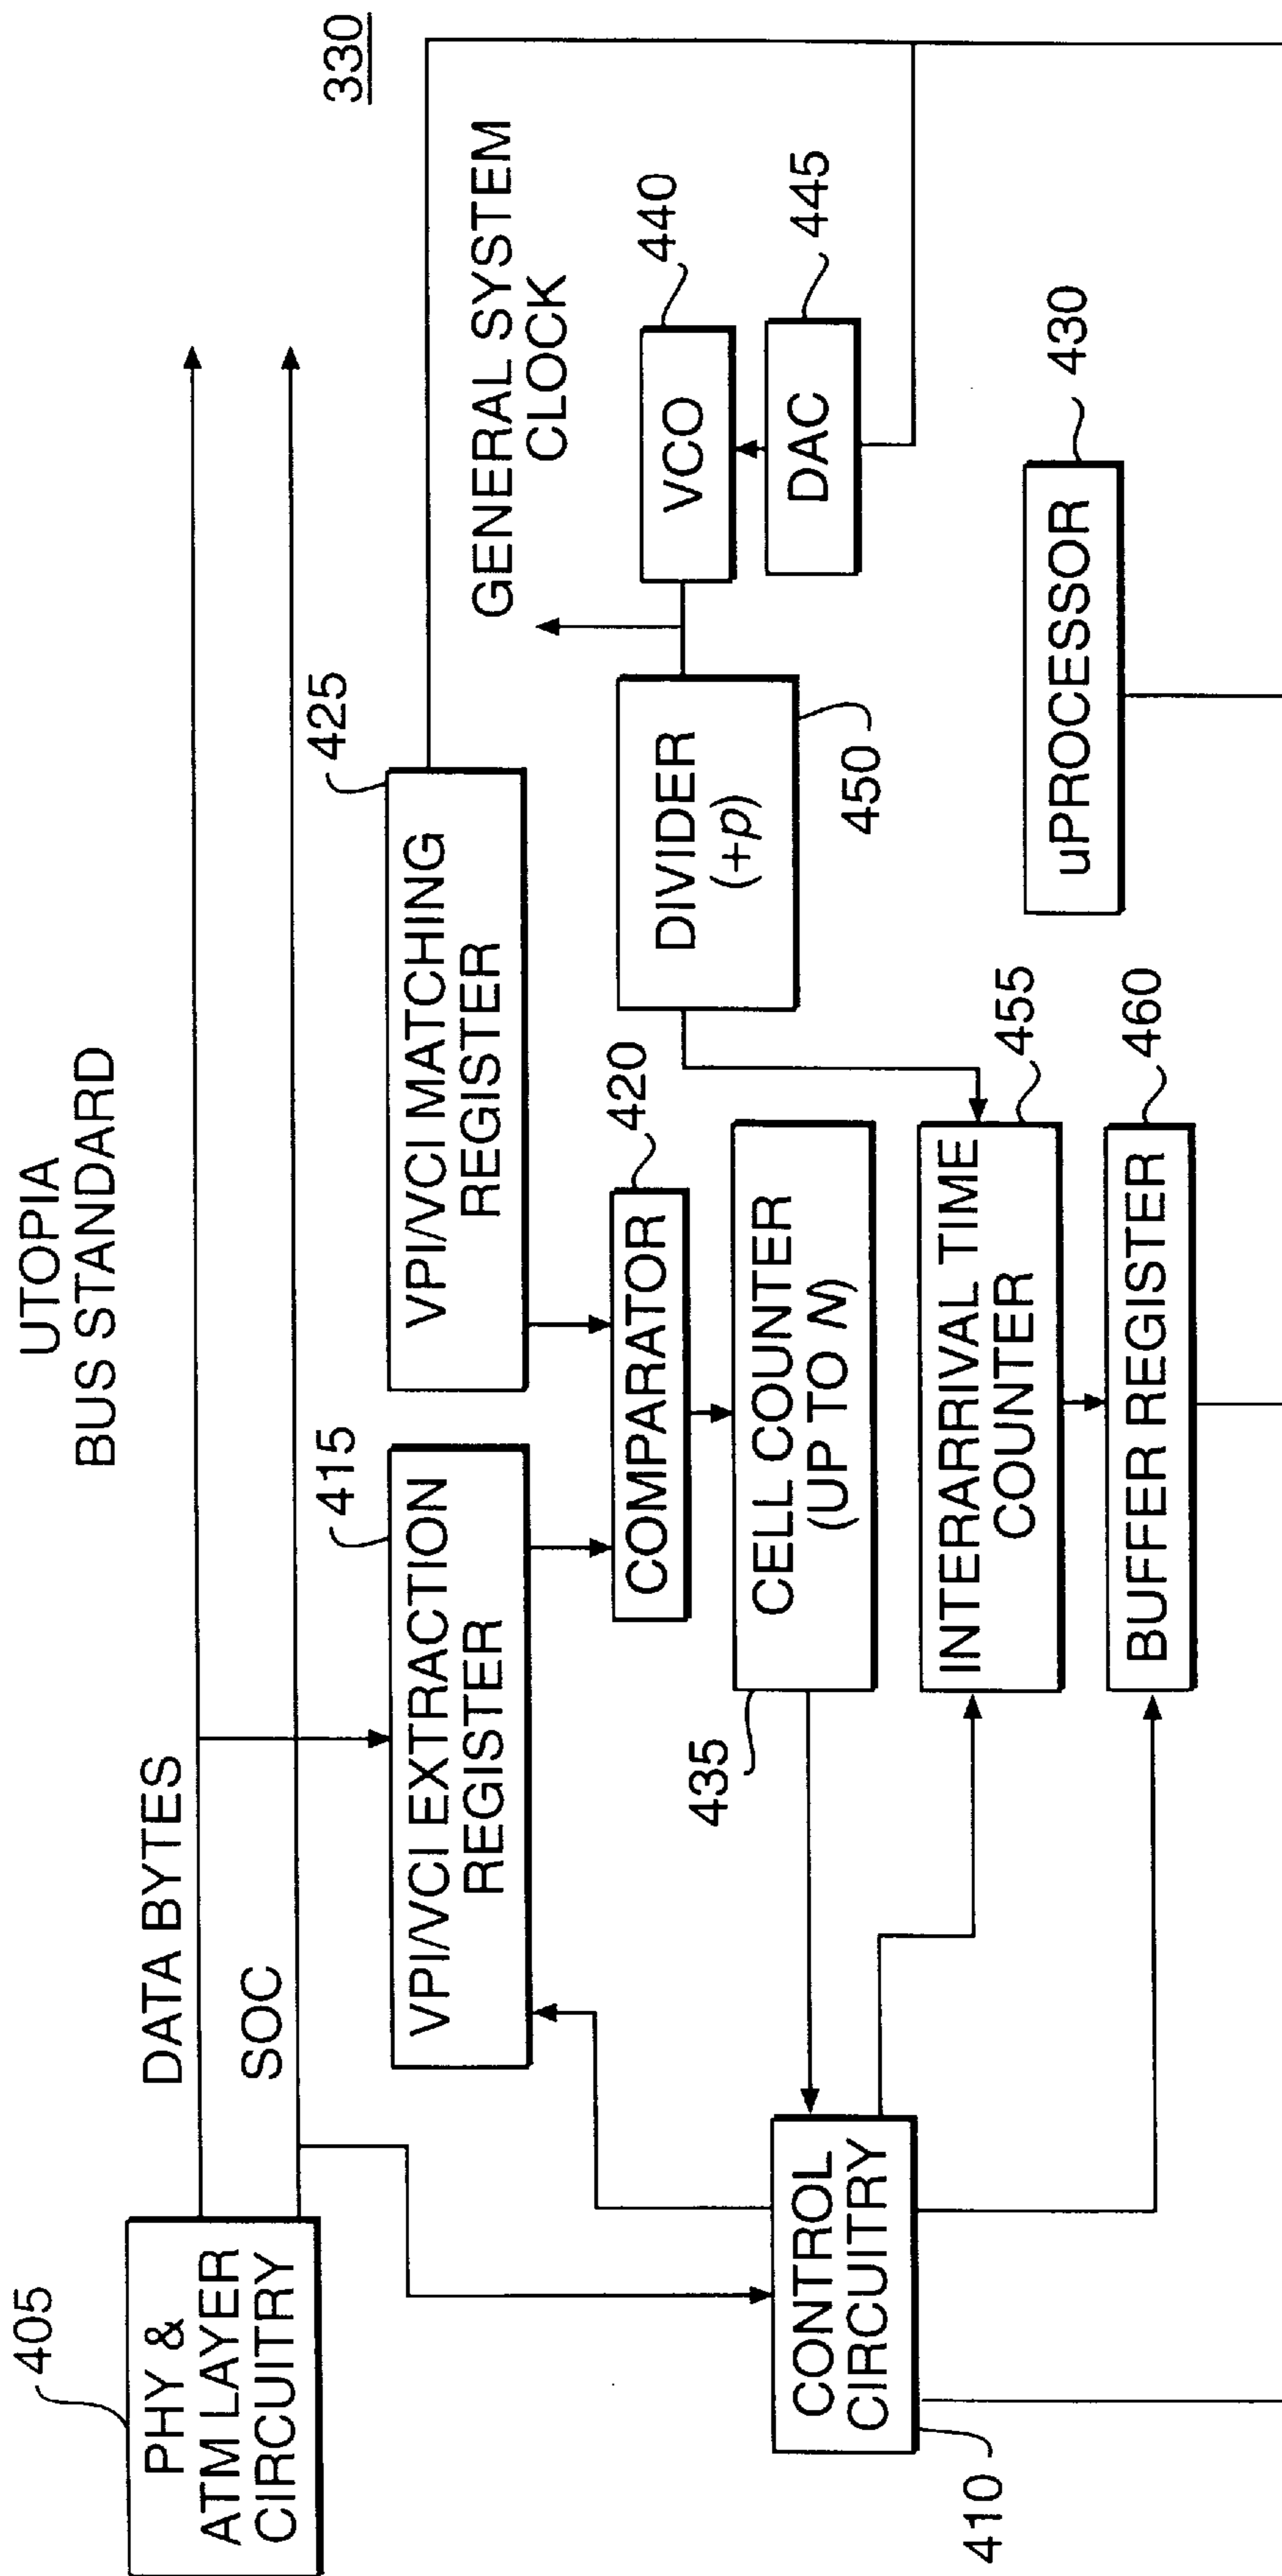 UTOPIA
BUS STANDARD
330
405
PHY &
ATM LAYER
CIRCUITRY
DATA BYTES
SOC
415
VPI/VCI EXTRACTION
REGISTER
425
VPI/VCI MATCHING
REGISTER
GENERAL SYSTEM
CLOCK
420
COMPARATOR
DIVIDER
(+p)
450
VCO
440
DAC
445
435
CELL COUNTER
(UP TO N)
CONTROL
CIRCUITRY
410
INTERARRIVAL TIME
COUNTER
455
BUFFER REGISTER
460
uPROCESSOR
430